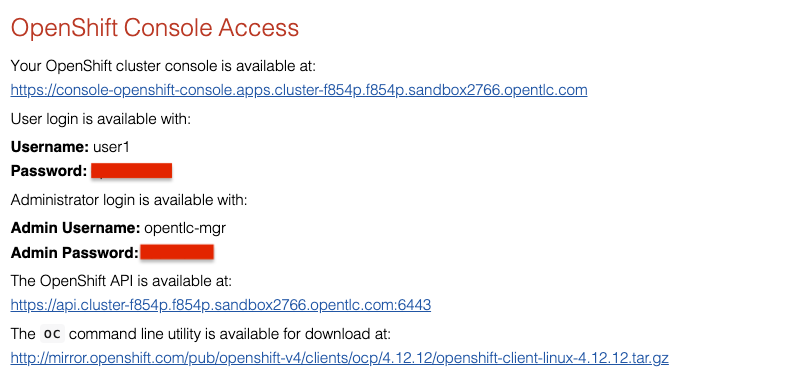 OpenShift Console Access
Your OpenShift cluster console is available at:
https://console-openshift-console.apps.cluster-f854p.f854p.sandbox2766.opentlc.com
User login is available with:
Username: user1
Password:
Administrator login is available with:
Admin Username: opentlc-mgr
Admin Password:
The OpenShift API is available at:
https://api.cluster-f854p.f854p.sandbox2766.opentlc.com:6443
The oc command line utility is available for download at:
http://mirror.openshift.com/pub/openshift-v4/clients/ocp/4.12.12/openshift-client-linux-4.12.12.tar.gz